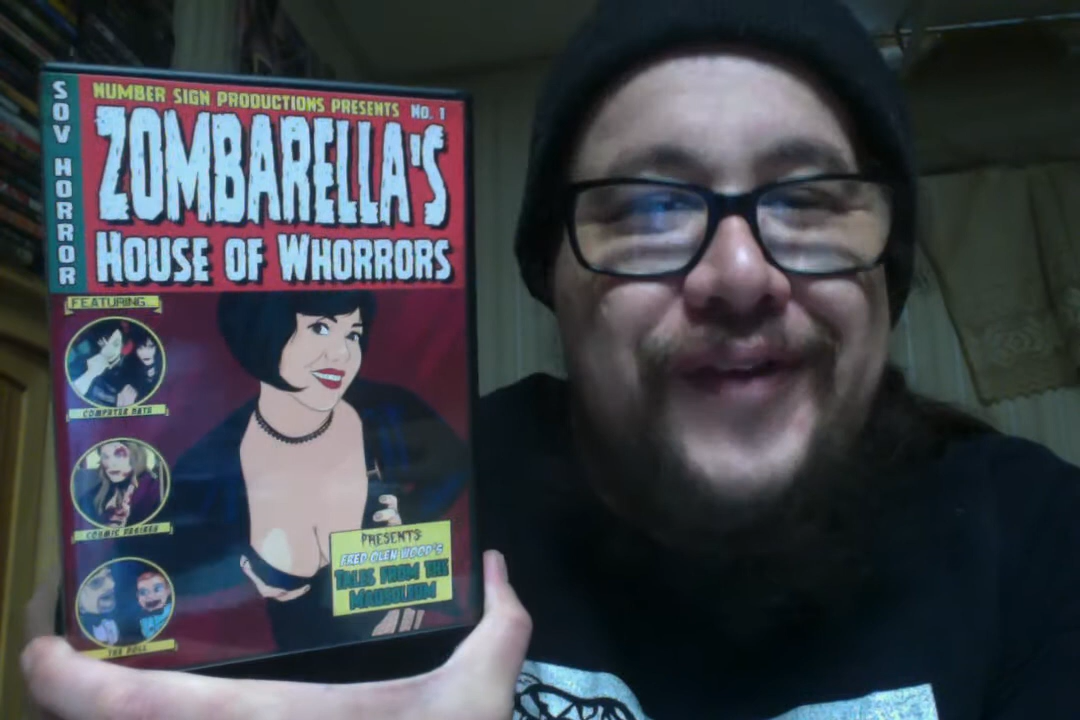 SOV HORROR
NUMBER SIGN PRODUCTIONS PRESENTS NO. 1
ZOMBARELLA'S
HOUSE OF WHORRORS
FEATURING...
COMPUTER DATE
COSMIC DEBRIS
THE DOLL
PRESENTS:
FRED OLEN WOOD'S
TALES FROM THE
MAUSOLEUM